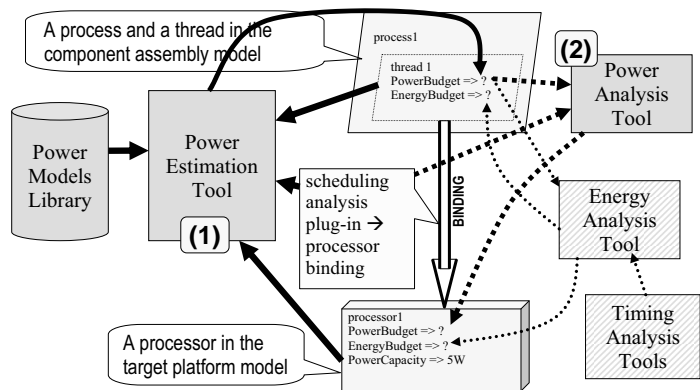 A process and a thread in the
component assembly model
process1
thread 1
PowerBudget => ?
EnergyBudget => ?
(2)
Power
Analysis
Tool
Power
Models
Library
Power
Estimation
Tool
(1)
scheduling
analysis
plug-in →
processor
binding
BINDING
Energy
Analysis
Tool
Timing
Analysis
Tools
processor1
PowerBudget => ?
EnergyBudget => ?
PowerCapacity => 5W
A processor in the
target platform model